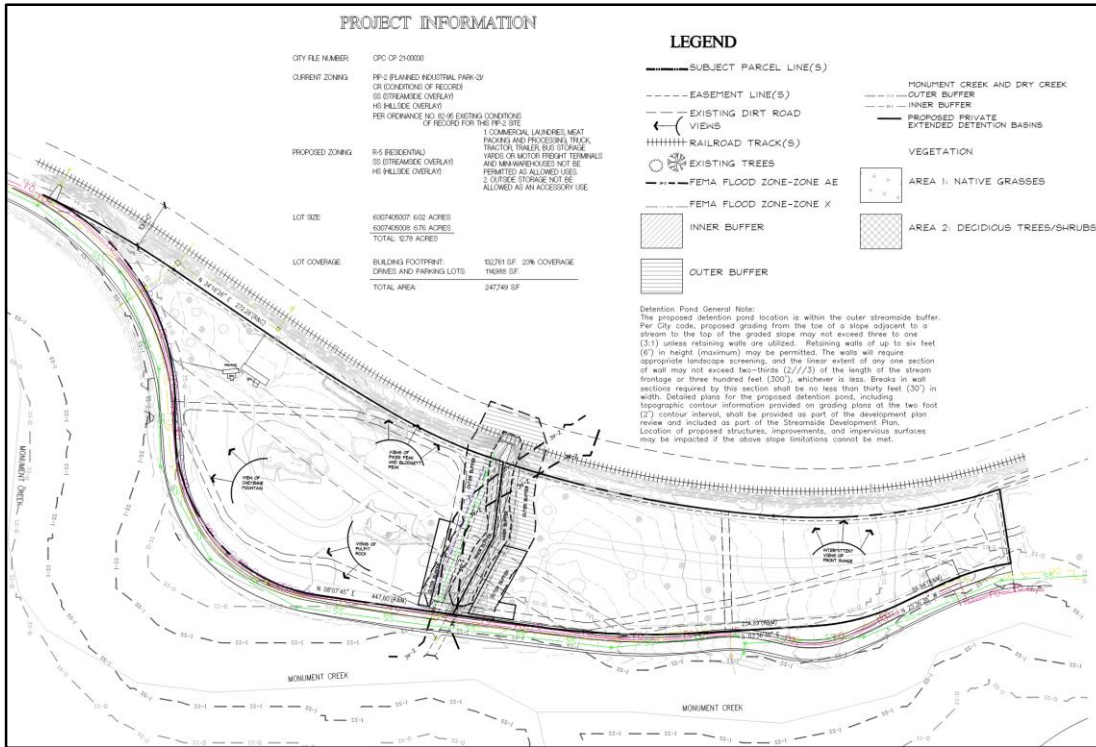 PROJECT INFORMATION
CITY FILE NUMBER: CPC CP 21-00030
CURRENT ZONING: PIP-2 (PLANNED INDUSTRIAL PARK-2)/
CR (CONDITIONS OF RECORD)
SS (STREAMSIDE OVERLAY)
HS (HILLSIDE OVERLAY)
PER ORDINANCE NO. 82-95 EXISTING CONDITIONS
OF RECORD FOR THIS PIP-2 SITE
1. COMMERCIAL LAUNDRIES, MEAT
PACKING AND PROCESSING, TRUCK,
TRACTOR, TRAILER, BUS STORAGE
YARDS OR MOTOR FREIGHT TERMINALS
AND MINI-WAREHOUSES NOT BE
PERMITTED AS ALLOWED USES.
2. OUTSIDE STORAGE NOT BE
ALLOWED AS AN ACCESSORY USE.
PROPOSED ZONING: R-5 (RESIDENTIAL)
SS (STREAMSIDE OVERLAY)
HS (HILLSIDE OVERLAY)
LOT SIZE 6307405007: 6.02 ACRES
6307405008: 6.76 ACRES
TOTAL: 12.78 ACRES
LOT COVERAGE BUILDING FOOTPRINT: 132,761 SF. 23% COVERAGE
DRIVES AND PARKING LOTS: 114,988 SF.
TOTAL AREA: 247,749 SF
LEGEND
SUBJECT PARCEL LINE(S)
EASEMENT LINE(S)
EXISTING DIRT ROAD
VIEWS
RAILROAD TRACK(S)
EXISTING TREES
FEMA FLOOD ZONE-ZONE AE
FEMA FLOOD ZONE-ZONE X
INNER BUFFER
OUTER BUFFER
MONUMENT CREEK AND DRY CREEK
OUTER BUFFER
INNER BUFFER
PROPOSED PRIVATE
EXTENDED DETENTION BASINS
VEGETATION
AREA 1: NATIVE GRASSES
AREA 2: DECIDIOUS TREES/SHRUBS
Detention Pond General Note:
The proposed detention pond location is within the outer streamside buffer.
Per City code, proposed grading from the toe of a slope adjacent to a
stream to the top of the graded slope may not exceed three to one
(3:1) unless retaining walls are utilized. Retaining walls of up to six feet
(6') in height (maximum) may be permitted. The walls will require
appropriate landscape screening, and the linear extent of any one section
of wall may not exceed two-thirds (2///3) of the length of the stream
frontage or three hundred feet (300'), whichever is less. Breaks in wall
sections required by this section shall be no less than thirty feet (30') in
width. Detailed plans for the proposed detention pond, including
topographic contour information provided on grading plans at the two foot
(2') contour interval, shall be provided as part of the development plan
review and included as part of the Streamside Development Plan.
Location of proposed structures, improvements, and impervious surfaces
may be impacted if the above slope limitations cannot be met.
VIEWS OF
PIKES PEAK
AND BLODGETT
PEAK
VIEW OF
CHEYENNE
MOUNTAIN
VIEWS OF
PULPIT
ROCK
INTERMITTENT
VIEWS OF
FRONT RANGE
OUTER BUFFER
INNER BUFFER
N 08°07'45" E 447.60'(R&M)
MONUMENT CREEK
MONUMENT CREEK
MONUMENT CREEK